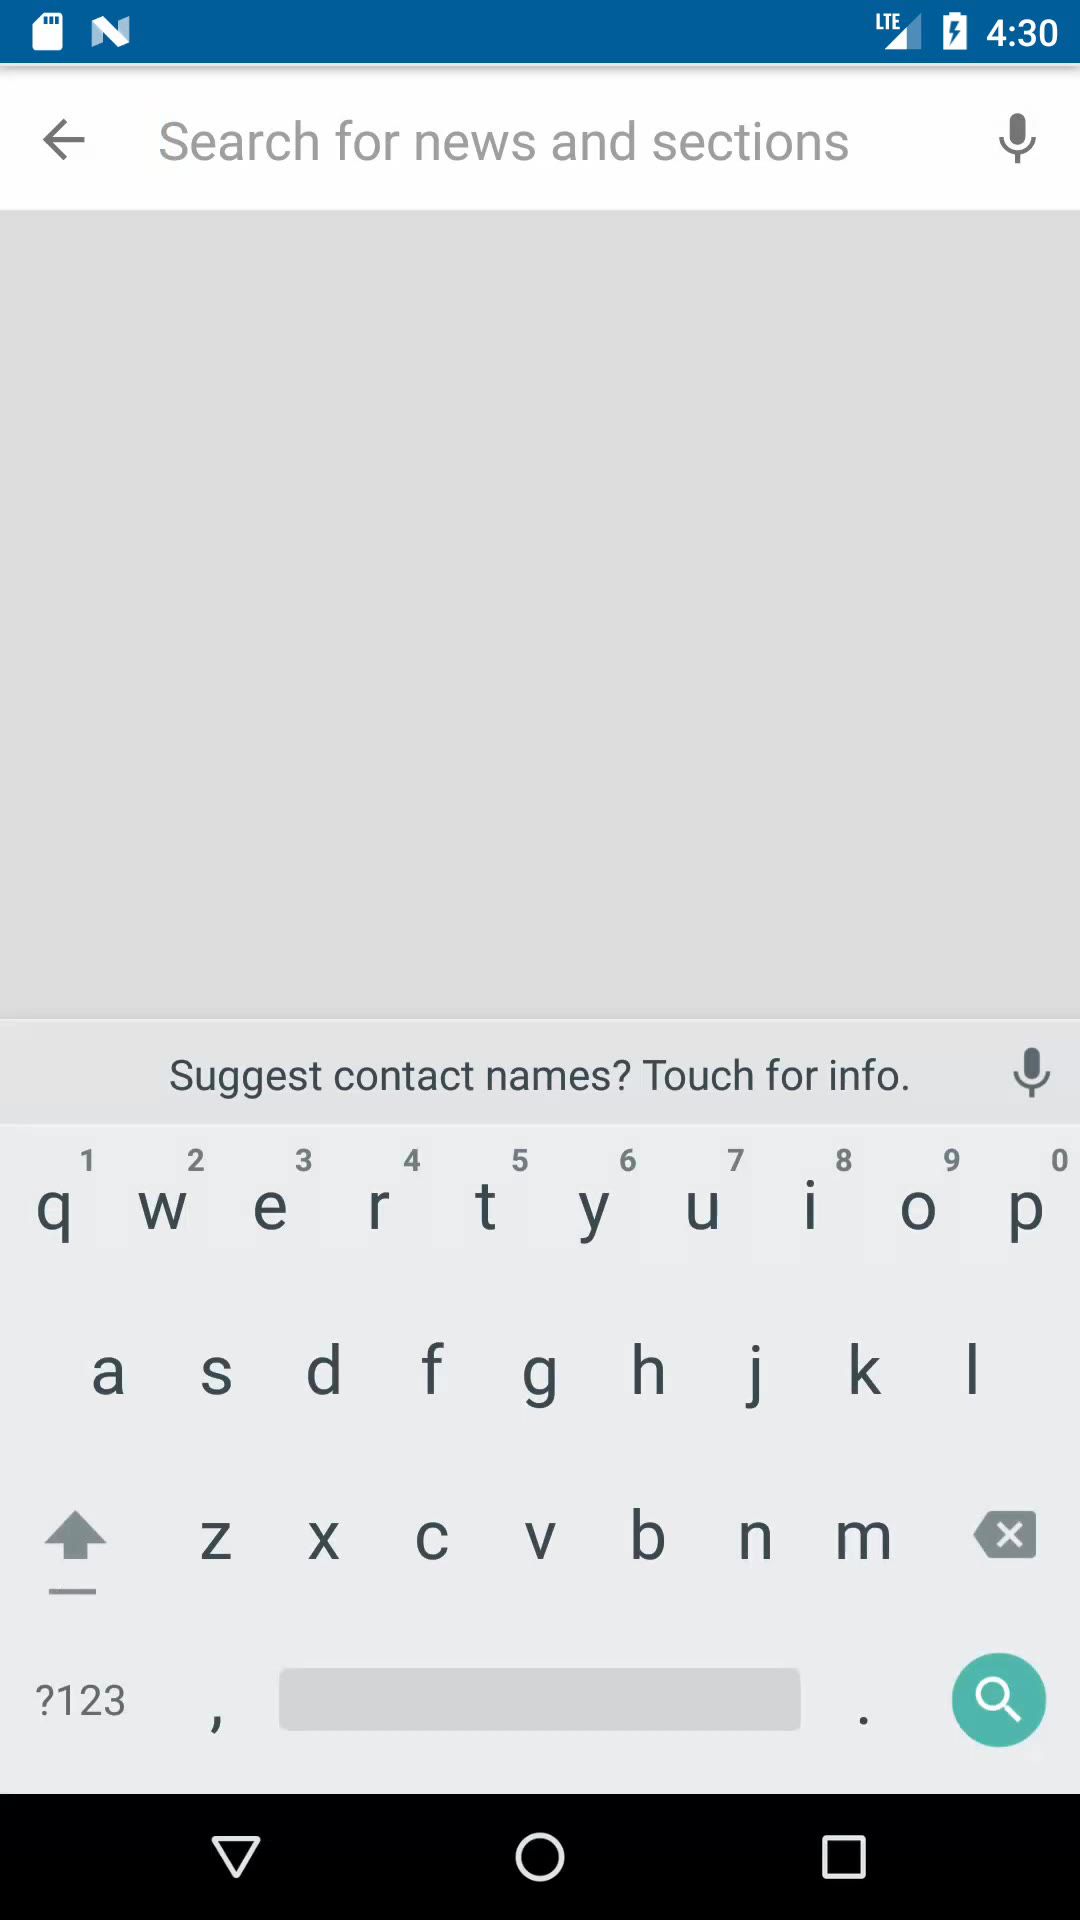 LTE 4:30
Search for news and sections
Suggest contact names? Touch for info.
1 2 3 4 5 6 7 8 9 0
q w e r t y u i o p
a s d f g h j k l
z x c v b n m
?123 , .